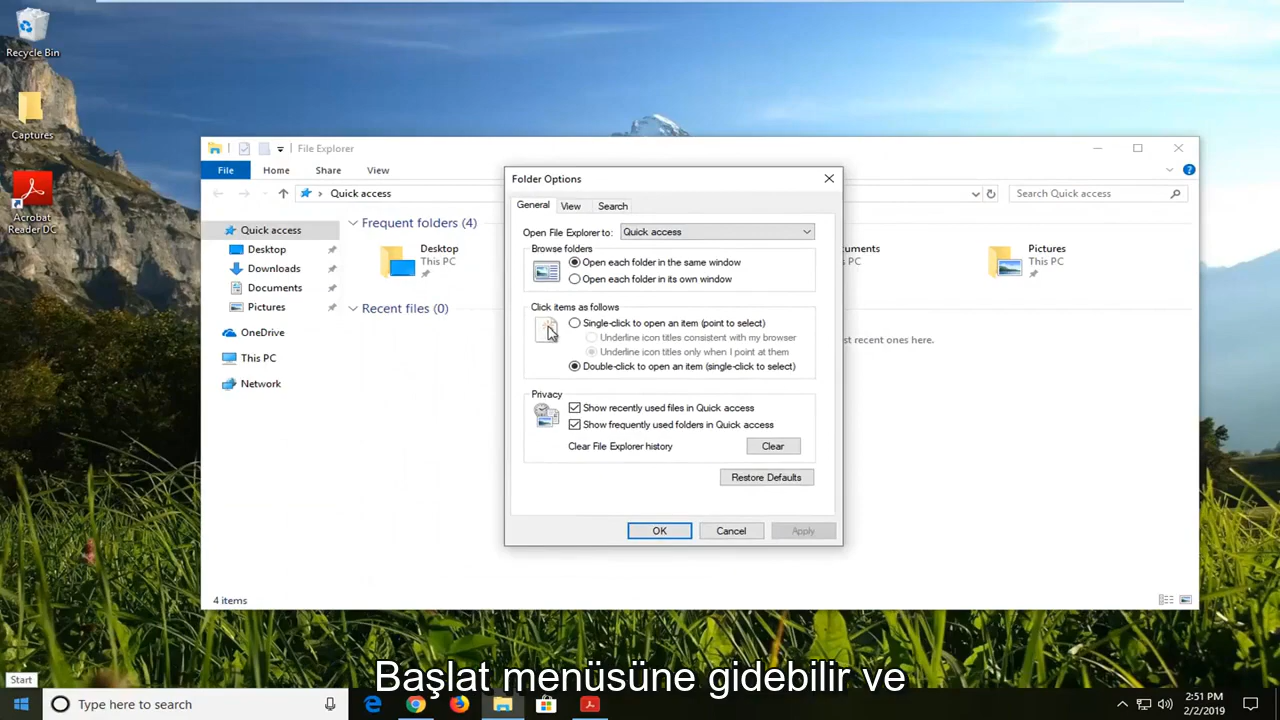 Recycle Bin
Captures
Acrobat
Reader DC
File Explorer
File
Home
Share
View
Quick access
Search Quick access
Quick access
Desktop
Downloads
Documents
Pictures
OneDrive
This PC
Network
Frequent folders (4)
Desktop
This PC
This PC
Pictures
This PC
Recent files (0)
recent ones here.
4 items
Folder Options
General
View
Search
Open File Explorer to:
Quick access
Browse folders
Open each folder in the same window
Open each folder in its own window
Click items as follows
Single-click to open an item (point to select)
Underline icon titles consistent with my browser
Underline icon titles only when I point at them
Double-click to open an item (single-click to select)
Privacy
Show recently used files in Quick access
Show frequently used folders in Quick access
Clear File Explorer history
Clear
Restore Defaults
OK
Cancel
Apply
Başlat menüsüne gidebilir ve
Start
Type here to search
2:51 PM
2/2/2019